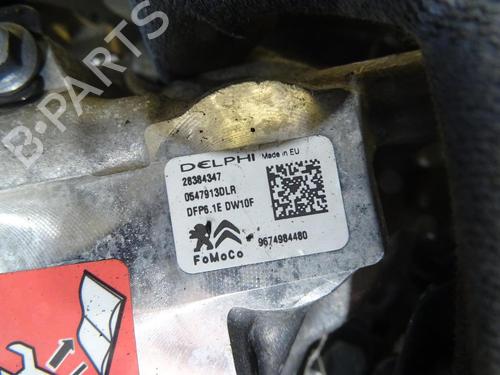 B-PARTS
DELPHI Made in EU
28384347
0547913DLR
DFP6.1E DW10F
9674984480
FoMoCo